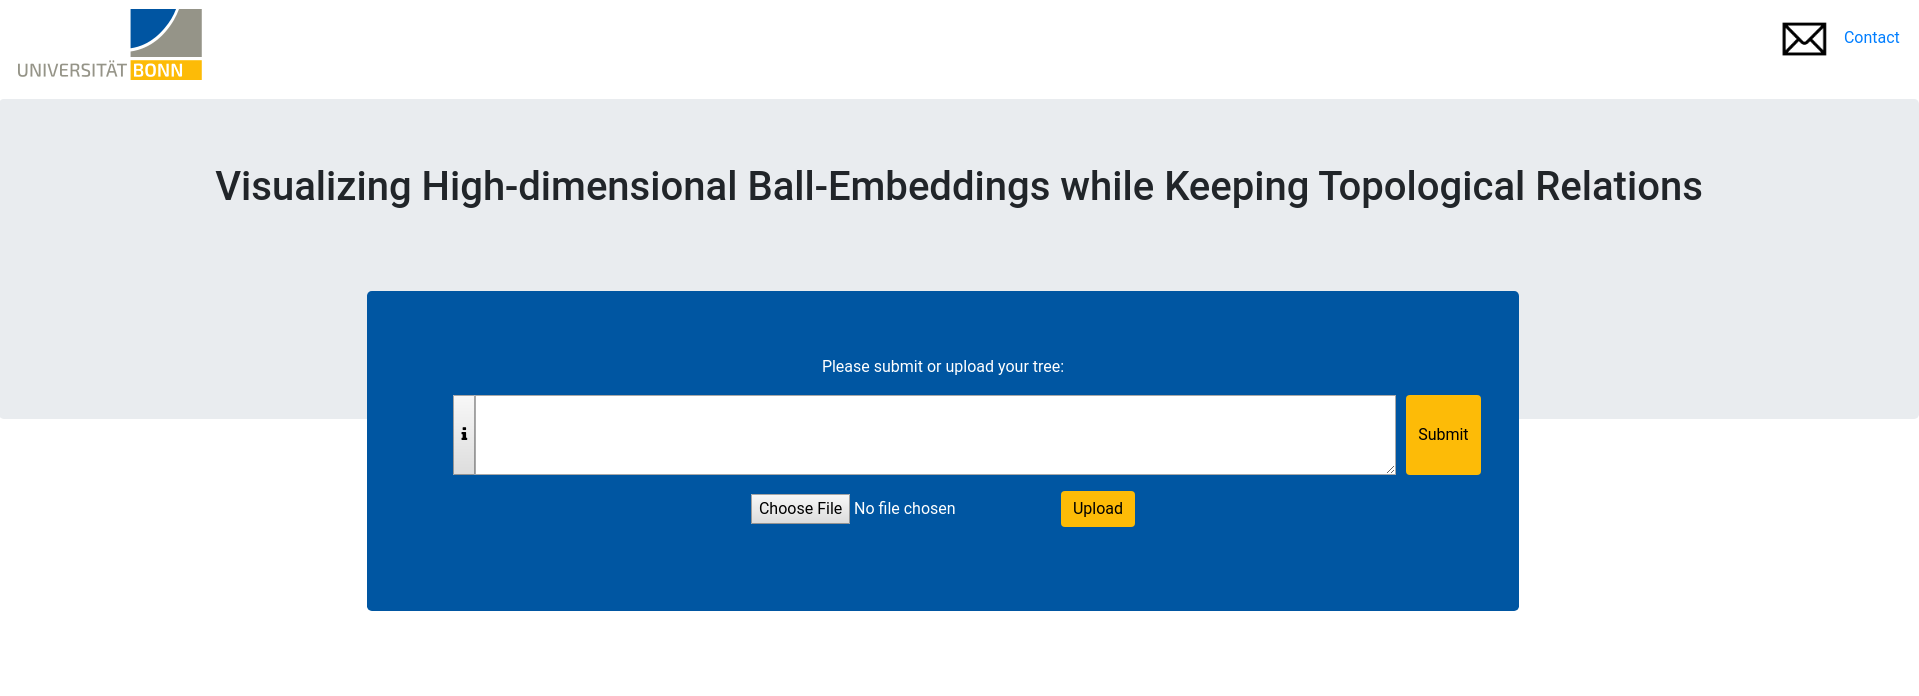 UNIVERSITÄT BONN
Contact
Visualizing High-dimensional Ball-Embeddings while Keeping Topological Relations
Please submit or upload your tree:
i
Submit
Choose File No file chosen
Upload